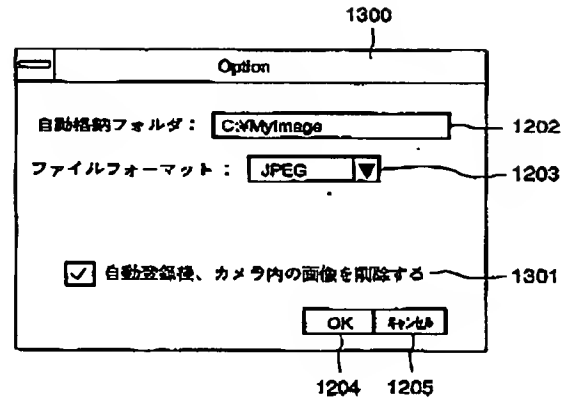 1300
Option
自動格納フォルダ： C:¥MyImage 1202
ファイルフォーマット： JPEG 1203
自動登録後、カメラ内の画像を削除する 1301
OK キャンセル
1204 1205